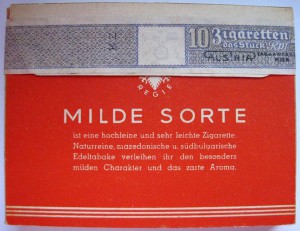 10 Zigaretten
das Stück
AUSTRIA
REGIE
MILDE SORTE
ist eine hochfeine und sehr leichte Zigarette.
Naturreine, mazedonische u. südbulgarische
Edeltabake verleihen ihr den besonders
milden Charakter und das zarte Aroma.